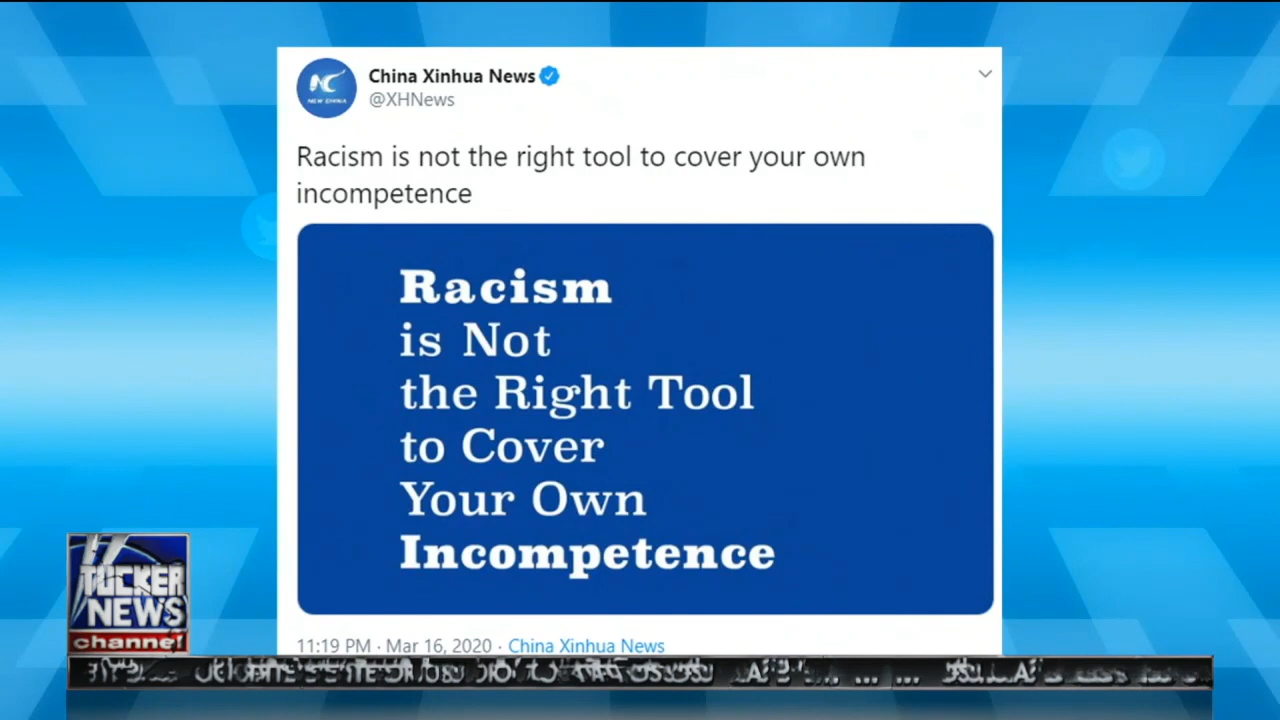 China Xinhua News
@XHNews
Racism is not the right tool to cover your own
incompetence
Racism
is Not
the Right Tool
to Cover
Your Own
Incompetence
11:19 PM · Mar 16, 2020 · China Xinhua News
NEW CHINA
TUCKER
NEWS
channel